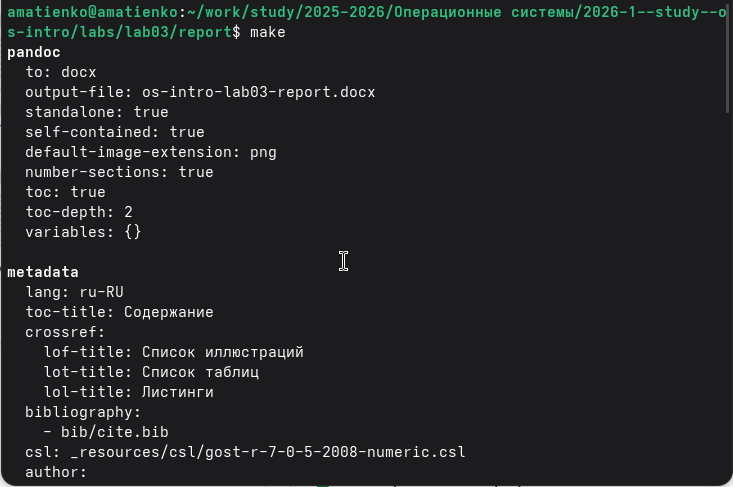 amatienko@amatienko:~/work/study/2025-2026/Операционные системы/2026-1--study--o
s-intro/labs/lab03/report$ make
pandoc
  to: docx
  output-file: os-intro-lab03-report.docx
  standalone: true
  self-contained: true
  default-image-extension: png
  number-sections: true
  toc: true
  toc-depth: 2
  variables: {}

metadata
  lang: ru-RU
  toc-title: Содержание
  crossref:
    lof-title: Список иллюстраций
    lot-title: Список таблиц
    lol-title: Листинги
  bibliography:
    - bib/cite.bib
  csl: _resources/csl/gost-r-7-0-5-2008-numeric.csl
  author: